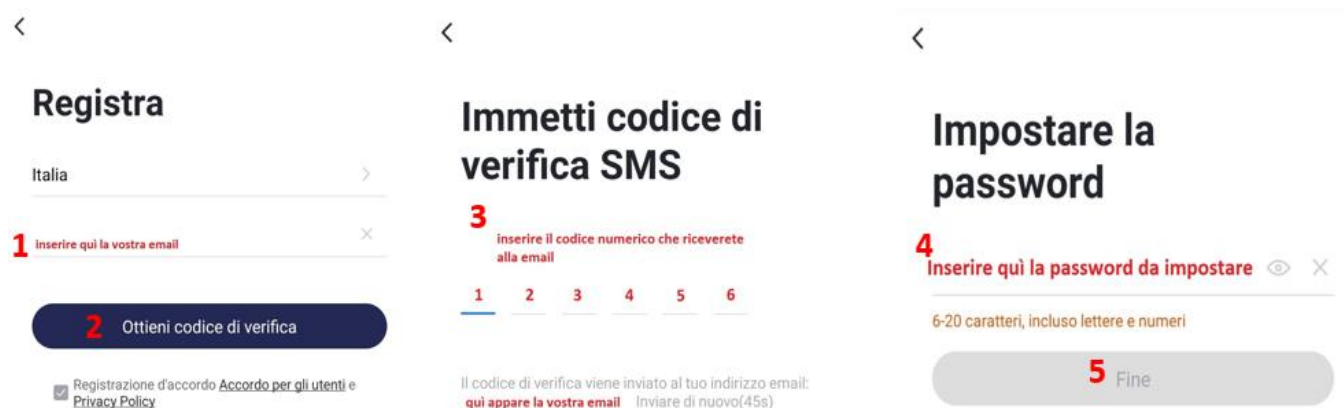 Registra
Italia
1 inserire quì la vostra email
2 Ottieni codice di verifica
Registrazione d'accordo Accordo per gli utenti e
Privacy Policy
Immetti codice di
verifica SMS
3
inserire il codice numerico che riceverete
alla email
1 2 3 4 5 6
Il codice di verifica viene inviato al tuo indirizzo email:
quì appare la vostra email Inviare di nuovo(45s)
Impostare la
password
4
Inserire quì la password da impostare
6-20 caratteri, incluso lettere e numeri
5 Fine